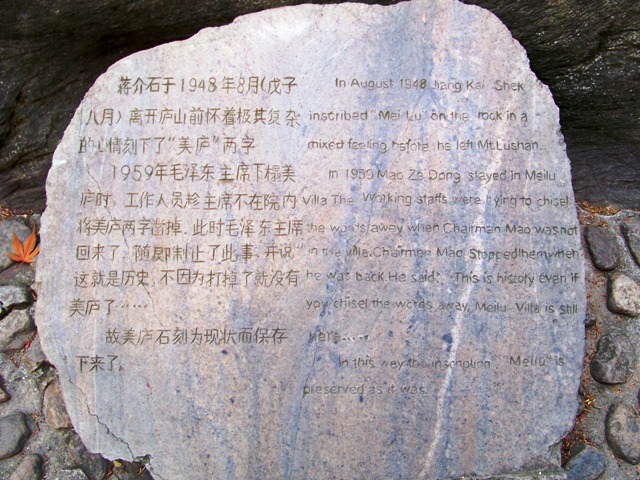 蒋介石于1948年8月(戊子
八月）离开庐山前怀着极其复杂
的心情刻下了“美庐”两字
1959年毛泽东主席下榻美
庐时，工作人员趁主席不在院内
将美庐两字凿掉，此时毛泽东主席
回来了，随即制止了此事，并说“
这就是历史，不因为打掉了就没有
美庐了……
故美庐石刻为现状而保存
下来了。
In August 1948 Jiang Kai Shek
inscribed "Mei Lu" on the rock in a
mixed feeling before he left Mt.Lushan.
In 1959 Mao Ze Dong stayed in Meilu
Villa The Working staffs were trying to chisel
the words away when Chairman Mao was not
in the villa.Chairman Mao stopped them when
he was back He said: "This is history even if
you chisel the words away, Meilu Villa is still
here……
In this way the inscription "Meilu" is
preserved as it was.